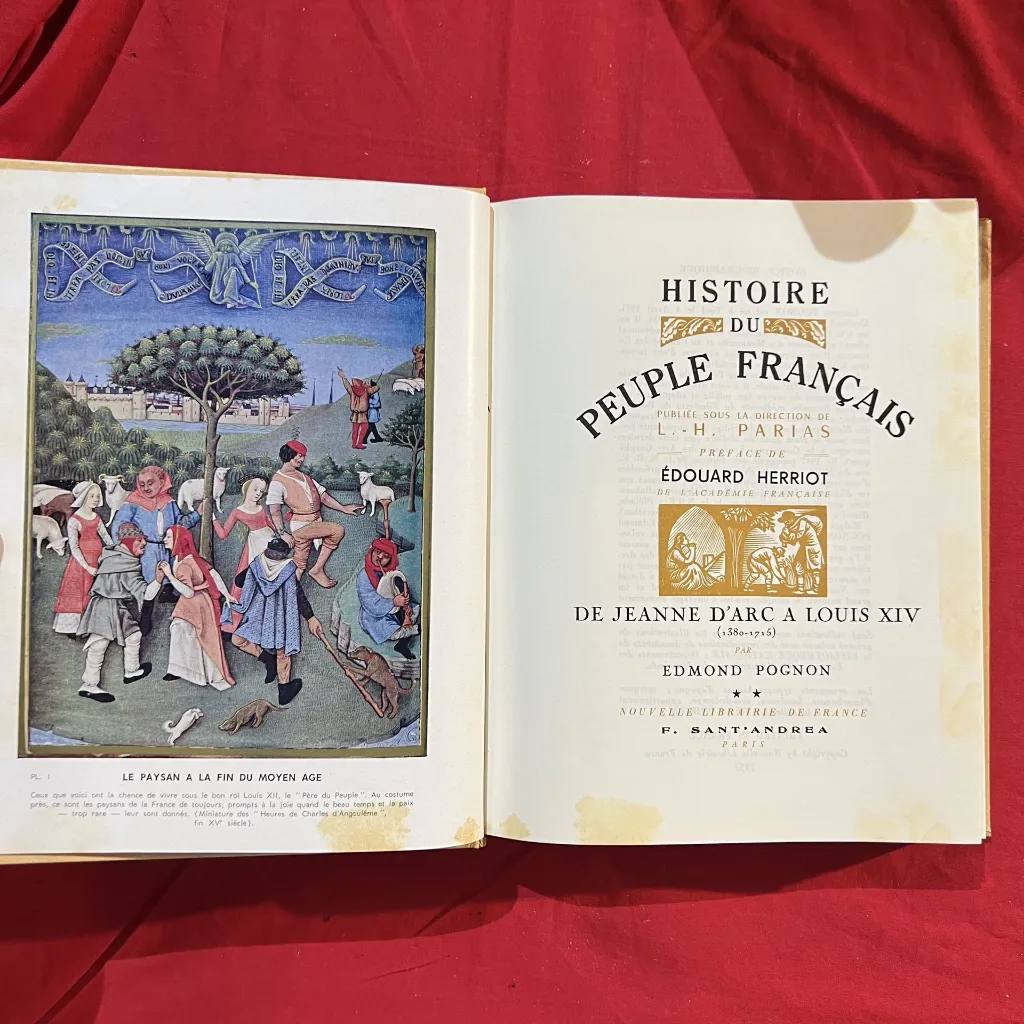 PL. I
LE PAYSAN A LA FIN DU MOYEN AGE
Ceux que voici ont la chance de vivre sous le bon roi Louis XII, le "Père du Peuple". Au costume
près, ce sont les paysans de la France de toujours, prompts à la joie quand le beau temps et la paix
— trop rare — leur sont donnés. (Miniature des "Heures de Charles d'Angoulême",
fin XVe siècle).
HISTOIRE
DU
PEUPLE FRANÇAIS
PUBLIÉE SOUS LA DIRECTION DE
L.-H. PARIAS
PRÉFACE DE
ÉDOUARD HERRIOT
DE L'ACADÉMIE FRANÇAISE
DE JEANNE D'ARC A LOUIS XIV
(1380-1715)
PAR
EDMOND POGNON
★ ★
NOUVELLE LIBRAIRIE DE FRANCE
F. SANT'ANDREA
PARIS